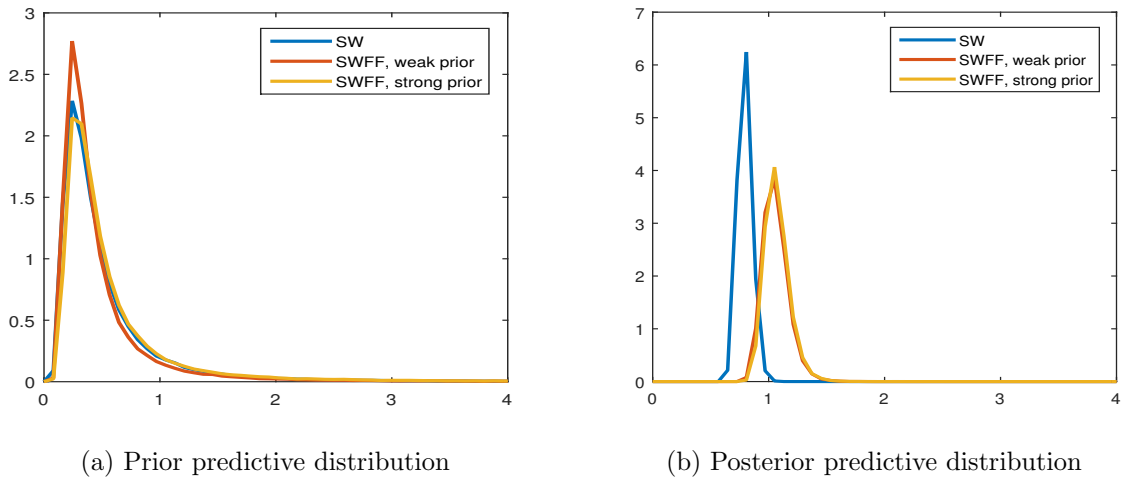 3
2.5
2
1.5
1
0.5
0
0 1 2 3 4
SW
SWFF, weak prior
SWFF, strong prior
(a) Prior predictive distribution
7
6
5
4
3
2
1
0
0 1 2 3 4
SW
SWFF, weak prior
SWFF, strong prior
(b) Posterior predictive distribution